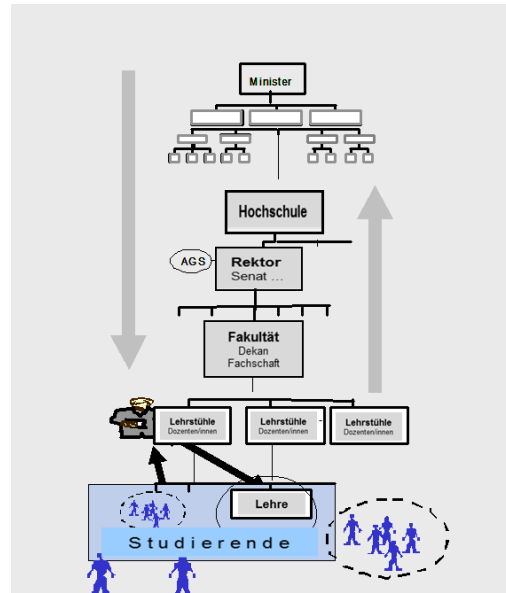 Minister
Hochschule
AGS
Rektor
Senat ...
Fakultät
Dekan
Fachschaft
Lehrstühle
Dozenten/innen
Lehrstühle
Dozenten/innen
Lehrstühle
Dozenten/innen
Lehre
Studierende